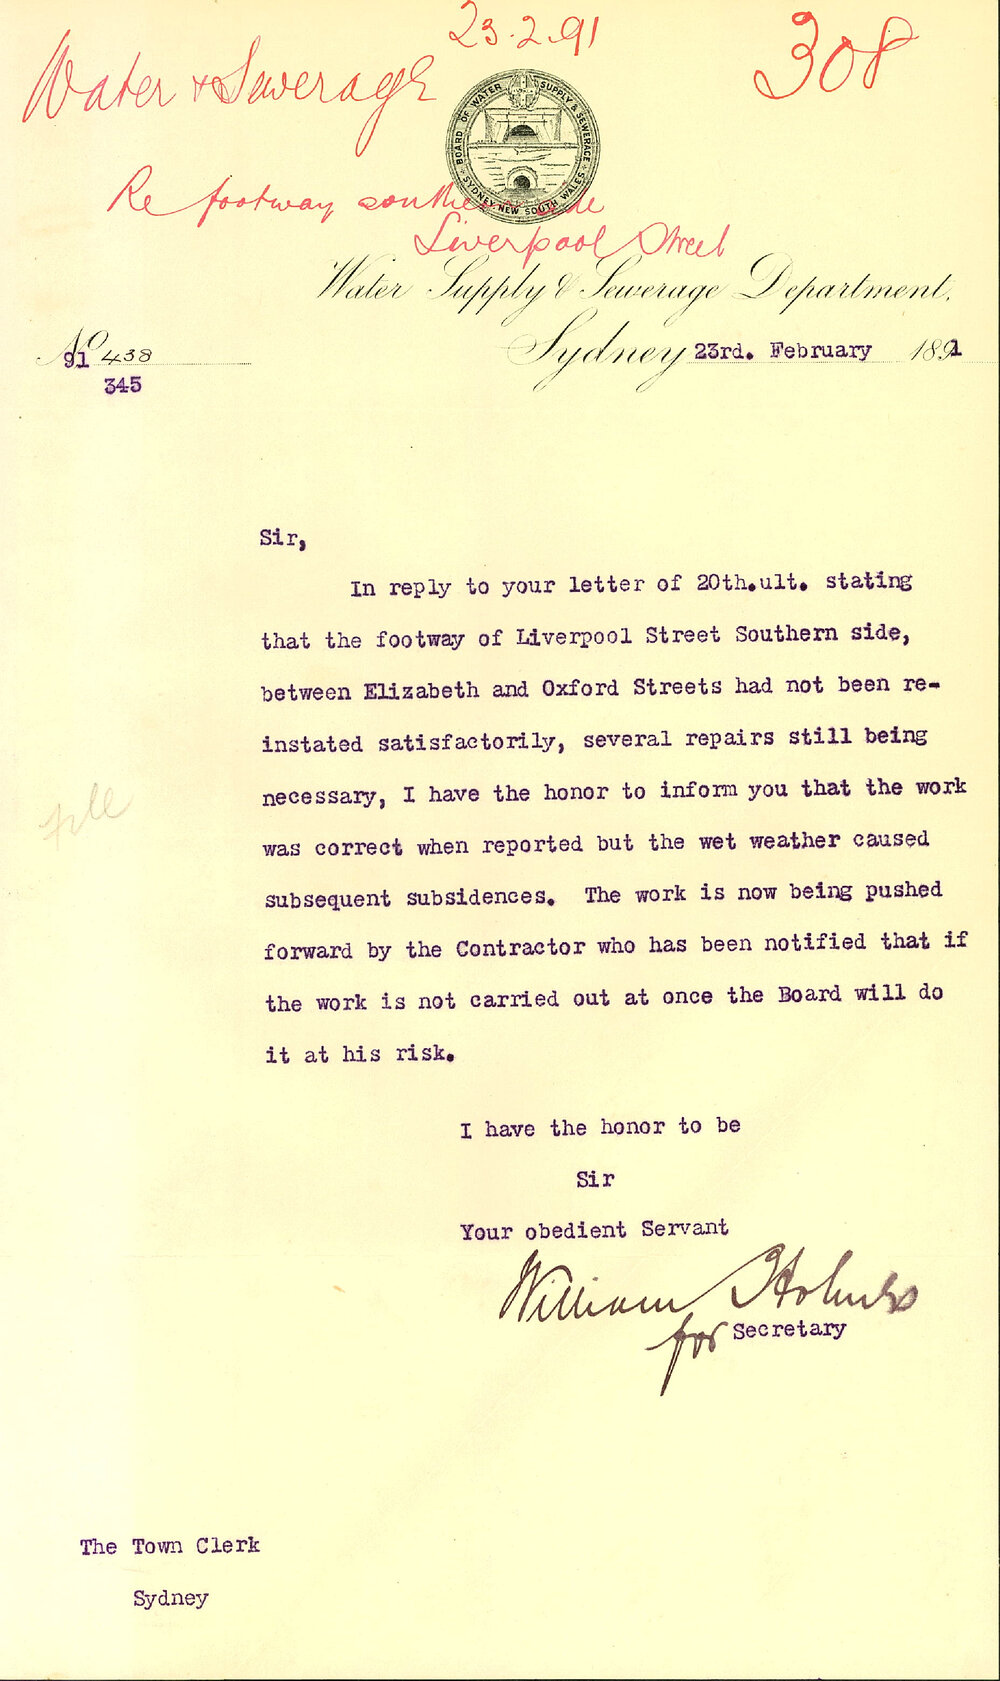 23.2.91
308
Water & Sewerage
BOARD OF WATER SUPPLY & SEWERAGE
SYDNEY NEW SOUTH WALES
Re footway southern side
Liverpool Street
Water Supply & Sewerage Department,
No 91 438
345
Sydney 23rd. February 1891
Sir,
In reply to your letter of 20th.ult. stating
that the footway of Liverpool Street Southern side,
between Elizabeth and Oxford Streets had not been re-
instated satisfactorily, several repairs still being
necessary, I have the honor to inform you that the work
was correct when reported but the wet weather caused
subsequent subsidences. The work is now being pushed
forward by the Contractor who has been notified that if
the work is not carried out at once the Board will do
it at his risk.
file
I have the honor to be
Sir
Your obedient Servant
William Holmes
for Secretary
The Town Clerk
Sydney